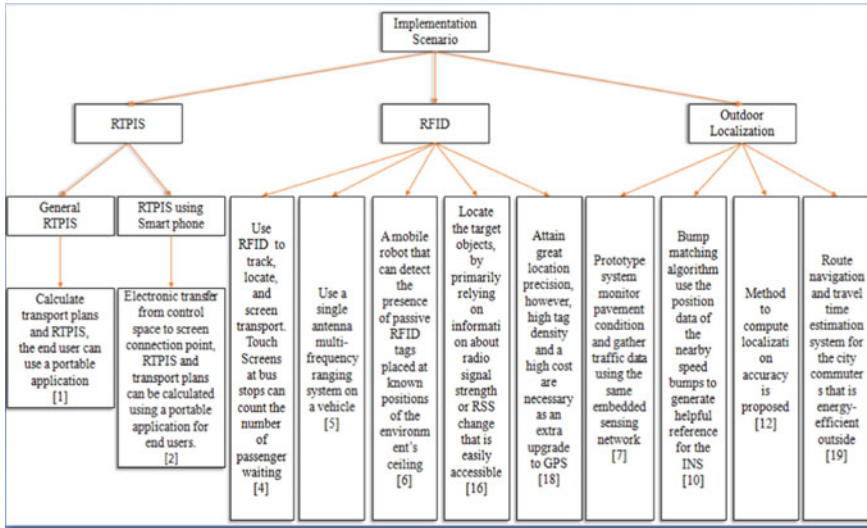 Implementation
Scenario
RTPIS
RFID
Outdoor
Localization
General
RTPIS
RTPIS using
Smart phone
Calculate
transport plans
and RTPIS,
the end user can
use a portable
application
[1]
Electronic transfer
from control
space to screen
connection point,
RTPIS and
transport plans
can be calculated
using a portable
application for
end users.
[2]
Use
RFID to
track,
locate,
and
screen
transport.
Touch
Screens
at bus
stops can
count the
number
of
passenger
waiting
[4]
Use a
single
antenna
multi-
frequency
ranging
system on
a vehicle
[5]
A mobile
robot that
can detect
the
presence
of passive
RFID
tags
placed at
known
positions
of the
environm
ent's
ceiling
[6]
Locate
the target
objects,
by
primarily
relying on
informati
on about
radio
signal
strength
or RSS
change
that is
easily
accessible
[16]
Attain
great
location
precision,
however,
high tag
density
and a
high cost
are
necessary
as an
extra
upgrade
to GPS
[18]
Prototype
system
monitor
pavement
condition
and
gather
traffic
data
using the
same
embedded
sensing
network
[7]
Bump
matching
algorithm
use the
position
data of
the
nearby
speed
bumps to
generate
helpful
reference
for the
INS
[10]
Method
to
compute
localizati
on
accuracy
is
proposed
[12]
Route
navigation
and travel
time
estimation
system for
the city
commuter
s that is
energy-
efficient
outside
[19]